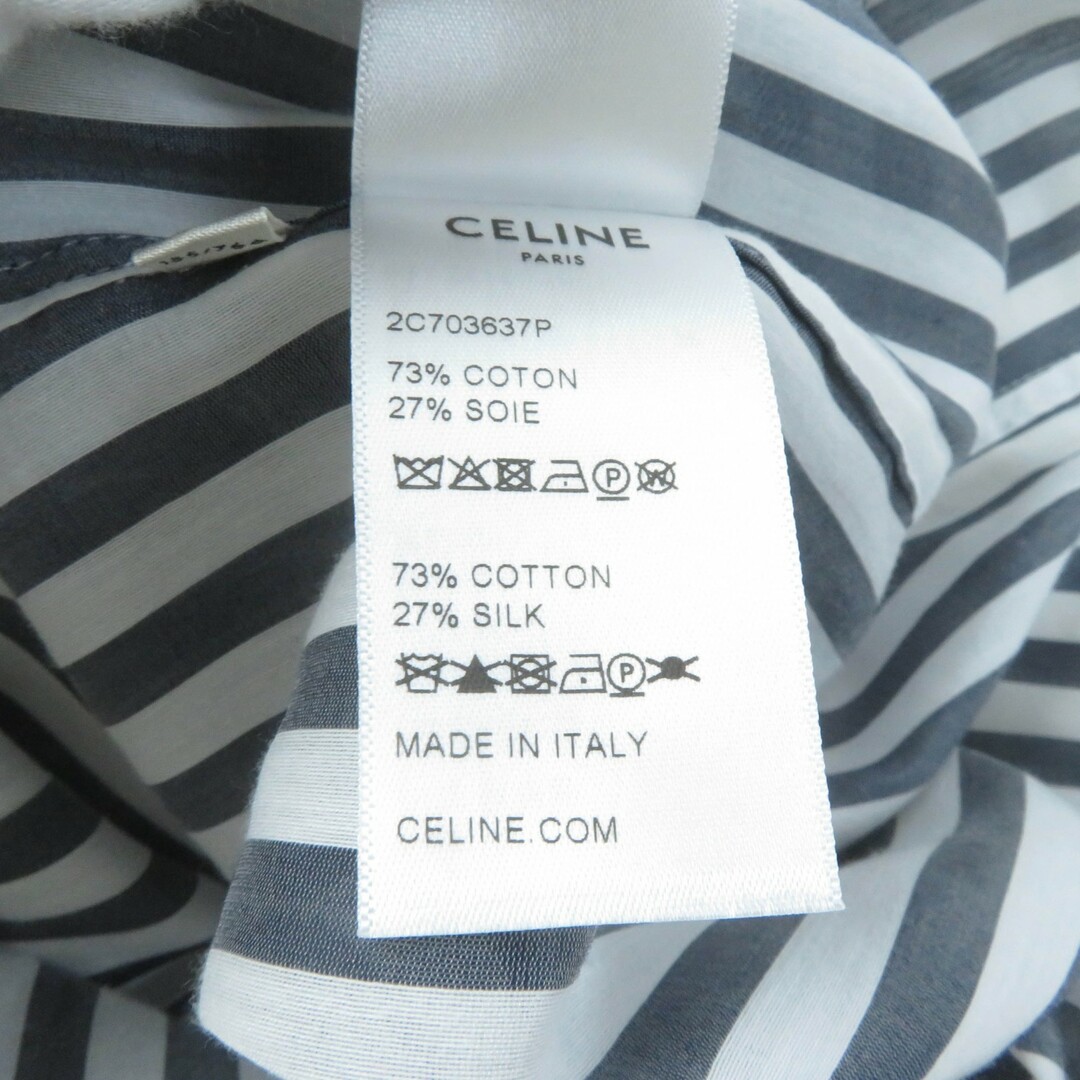 CELINE
PARIS
2C703637P
73% COTON
27% SOIE
P W
73% COTTON
27% SILK
P
MADE IN ITALY
CELINE.COM